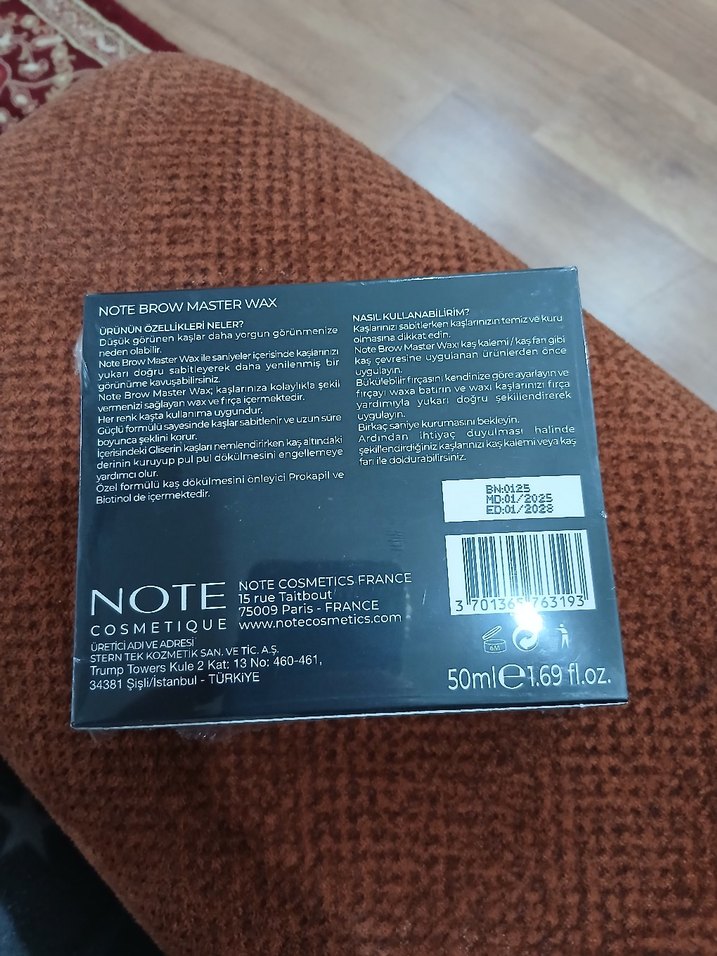 NOTE BROW MASTER WAX
ÜRÜNÜN ÖZELLİKLERİ NELER?
Düşük görünen kaşlar daha yorgun görünmenize
neden olabilir.
Note Brow Master Wax ile saniyeler içerisinde kaşlarınızı
yukarı doğru sabitleyerek daha yenilenmiş bir
görünüme kavuşabilirsiniz.
Note Brow Master Wax; kaşlarınıza kolaylıkla şekil
vermenizi sağlayan wax ve fırça içermektedir.
Her renk kaşta kullanıma uygundur.
Güçlü formülü sayesinde kaşlar sabitlenir ve uzun süre
boyunca şeklini korur.
İçerisindeki Gliserin kaşları nemlendirirken kaş altındaki
derinin kuruyup pul pul dökülmesini engellemeye
yardımcı olur.
Özel formülü kaş dökülmesini önleyici Prokapil ve
Biotinol de içermektedir.
NASIL KULLANABİLİRİM?
Kaşlarınızı sabitlerken kaşlarınızın temiz ve kuru
olmasına dikkat edin.
Note Brow Master Waxı kaş kalemi / kaş farı gibi
kaş çevresine uygulanan ürünlerden önce
uygulayın.
Bükülebilir fırçasını kendinize göre ayarlayın ve
fırçayı waxa batırın ve waxı kaşlarınızı fırça
yardımıyla yukarı doğru şekillendirerek
uygulayın.
Birkaç saniye kurumasını bekleyin.
Ardından ihtiyaç duyulması halinde
şekillendirdiğiniz kaşlarınızı kaş kalemi veya kaş
farı ile doldurabilirsiniz.
BN:0125
MD:01/2025
ED:01/2028
3 701365 763193
NOTE
COSMETIQUE
NOTE COSMETICS FRANCE
15 rue Taitbout
75009 Paris - FRANCE
www.notecosmetics.com
ÜRETİCİ ADI VE ADRESİ
STERN TEK KOZMETİK SAN. VE TİC. A.Ş.
Trump Towers Kule 2 Kat: 13 No: 460-461,
34381 Şişli/İstanbul - TÜRKİYE
6M
50ml℮1.69 fl.oz.